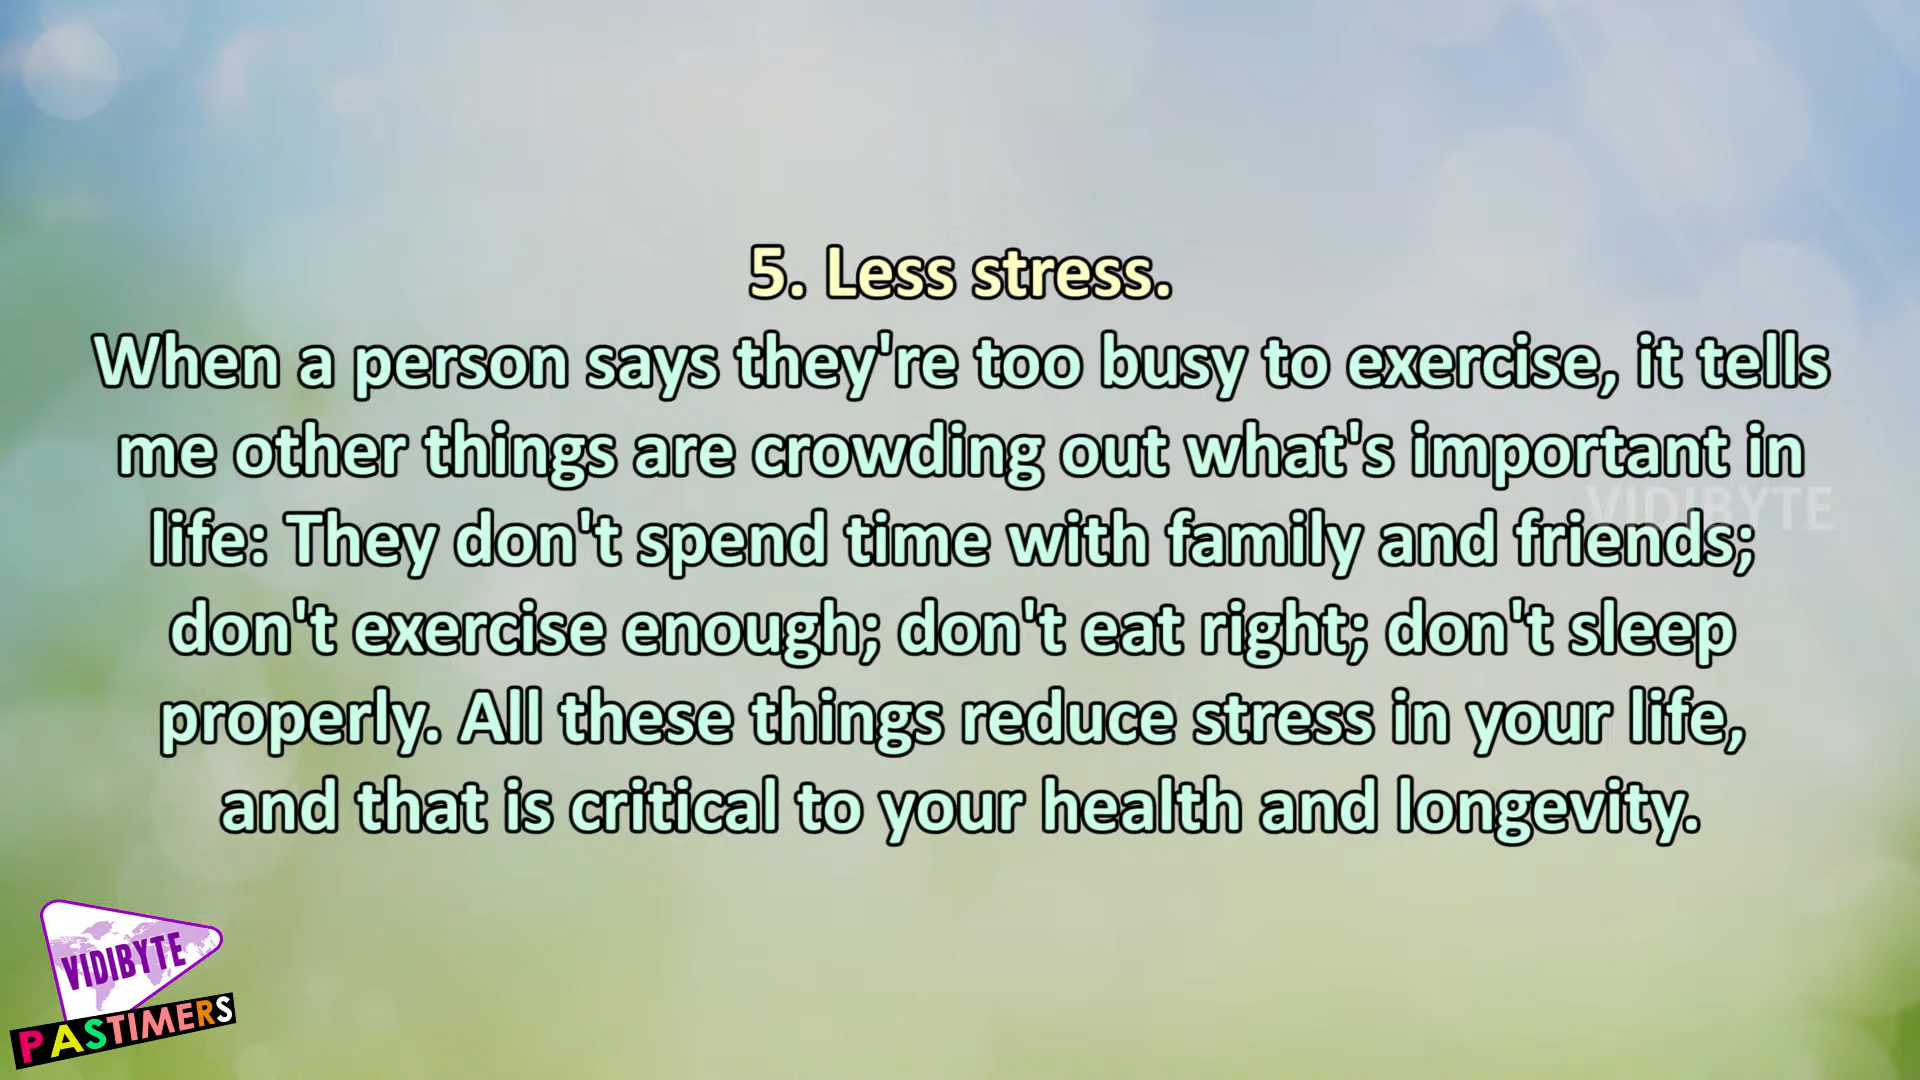 5. Less stress.
When a person says they're too busy to exercise, it tells
me other things are crowding out what's important in
life: They don't spend time with family and friends;
don't exercise enough; don't eat right; don't sleep
properly. All these things reduce stress in your life,
and that is critical to your health and longevity.
VIDIBYTE
VIDIBYTE
PASTIMERS